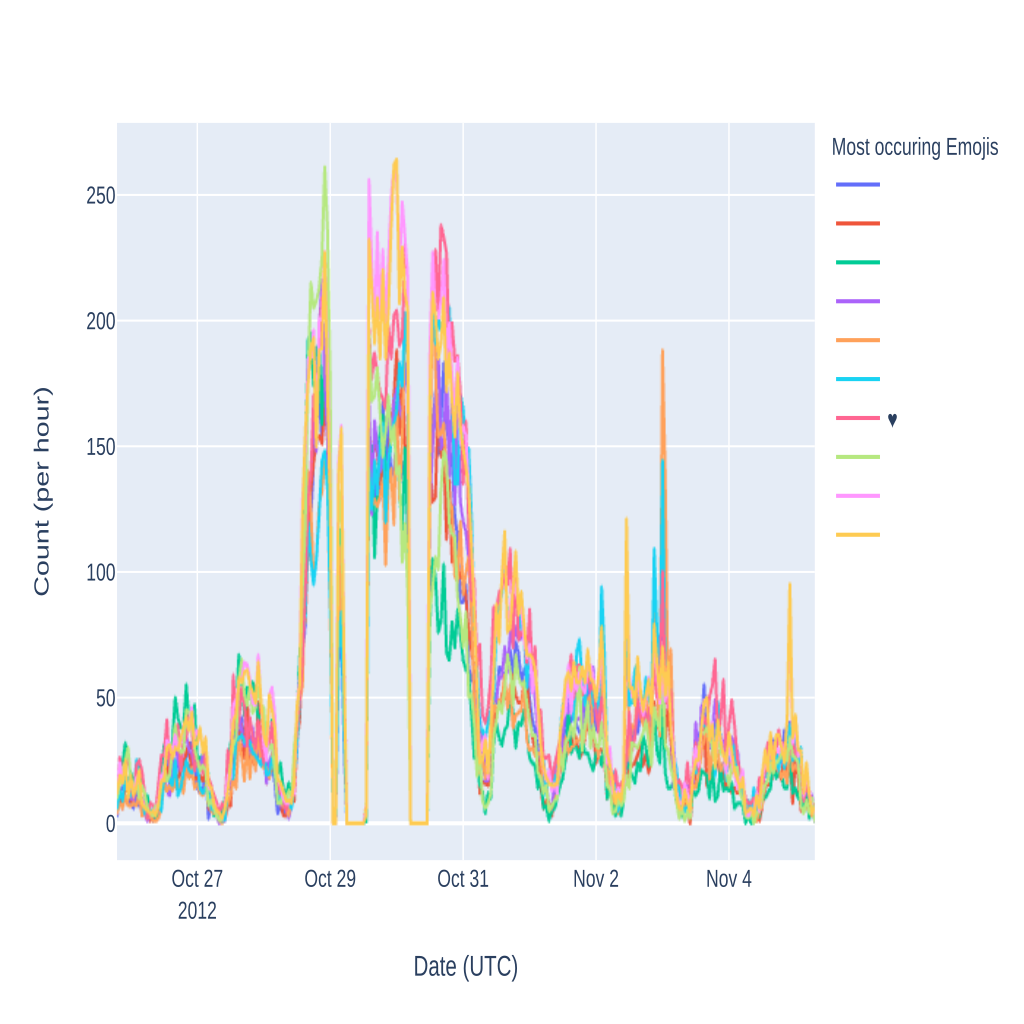 Most occuring Emojis
♥
250
200
150
100
50
0
Count (per hour)
Oct 27
2012
Oct 29
Oct 31
Nov 2
Nov 4
Date (UTC)